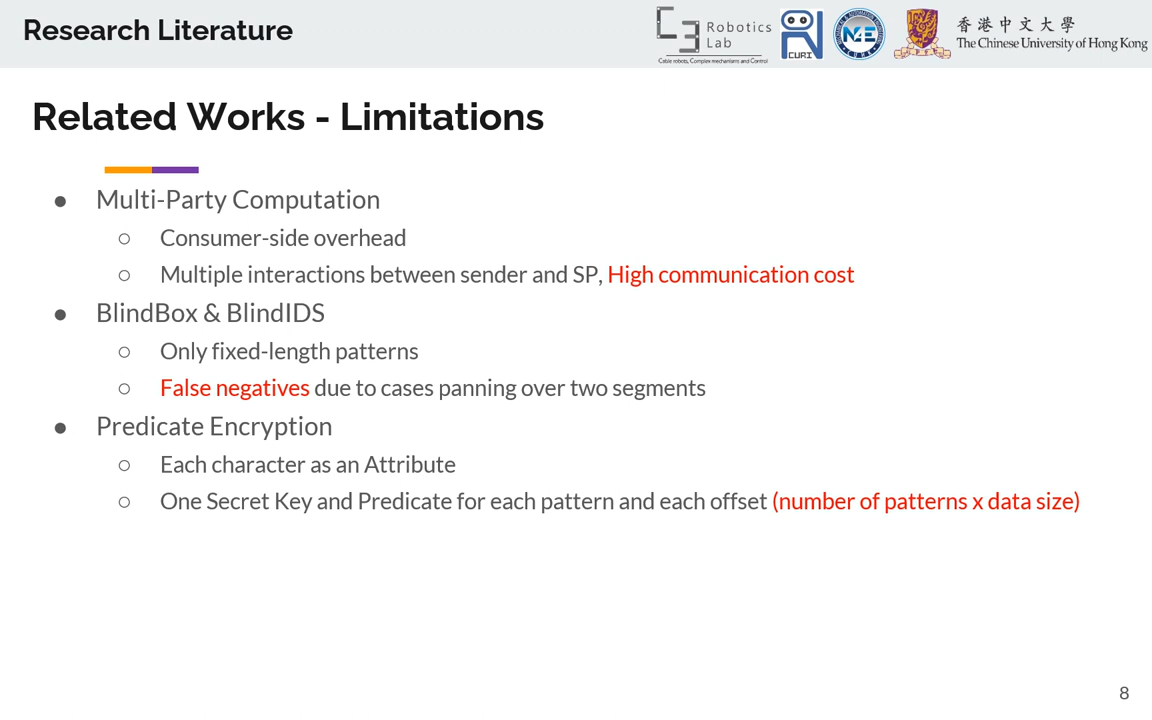 Research Literature
Robotics
Lab
Cable robots, Complex mechanisms and Control
CURI
MAE
香港中文大學
The Chinese University of Hong Kong
Related Works - Limitations
● Multi-Party Computation
○ Consumer-side overhead
○ Multiple interactions between sender and SP, High communication cost
● BlindBox & BlindIDS
○ Only fixed-length patterns
○ False negatives due to cases panning over two segments
● Predicate Encryption
○ Each character as an Attribute
○ One Secret Key and Predicate for each pattern and each offset (number of patterns x data size)
8